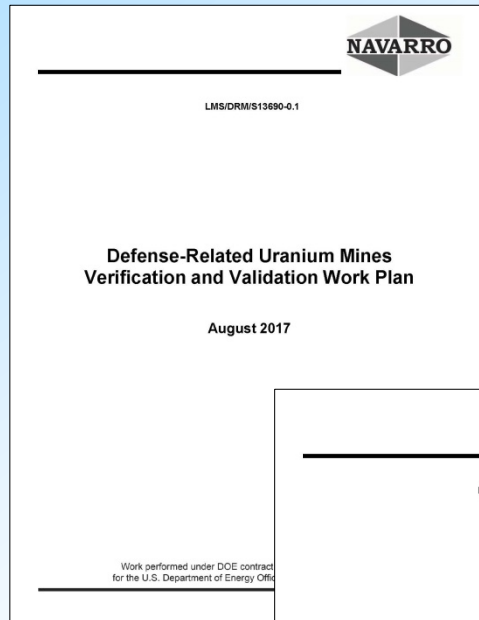 NAVARRO
LMS/DRM/S13690-0.1
Defense-Related Uranium Mines
Verification and Validation Work Plan
August 2017
Work performed under DOE contract
for the U.S. Department of Energy